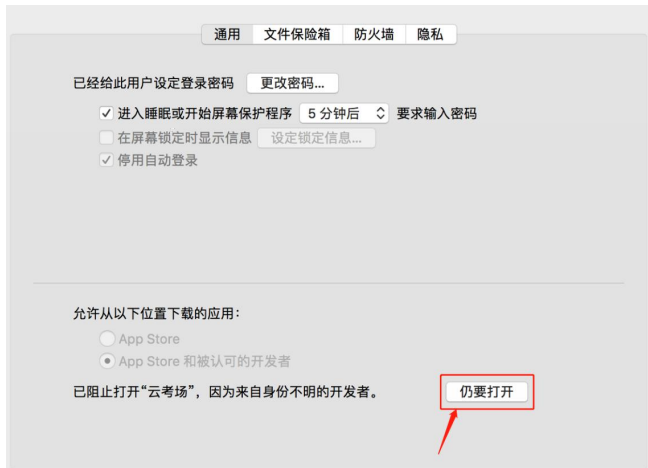 通用 文件保险箱 防火墙 隐私
已经给此用户设定登录密码 更改密码...
进入睡眠或开始屏幕保护程序 5 分钟后 要求输入密码
在屏幕锁定时显示信息 设定锁定信息...
停用自动登录
允许从以下位置下载的应用：
App Store
App Store 和被认可的开发者
已阻止打开“云考场”，因为来自身份不明的开发者。 仍要打开